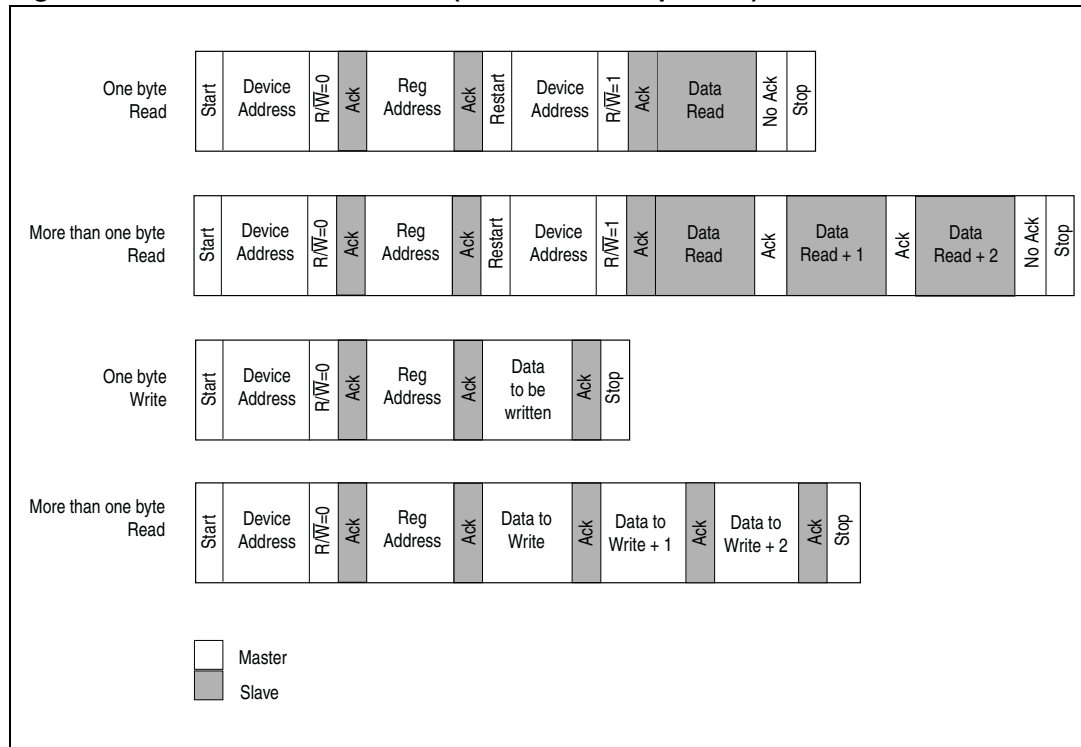 One byte
Read
Start
Device
Address
R/W̅=0
Ack
Reg
Address
Ack
Restart
Device
Address
R/W̅=1
Ack
Data
Read
No Ack
Stop
More than one byte
Read
Start
Device
Address
R/W̅=0
Ack
Reg
Address
Ack
Restart
Device
Address
R/W̅=1
Ack
Data
Read
Ack
Data
Read + 1
Ack
Data
Read + 2
No Ack
Stop
One byte
Write
Start
Device
Address
R/W̅=0
Ack
Reg
Address
Ack
Data
to be
written
Ack
Stop
More than one byte
Read
Start
Device
Address
R/W̅=0
Ack
Reg
Address
Ack
Data to
Write
Ack
Data to
Write + 1
Ack
Data to
Write + 2
Ack
Stop
Master
Slave